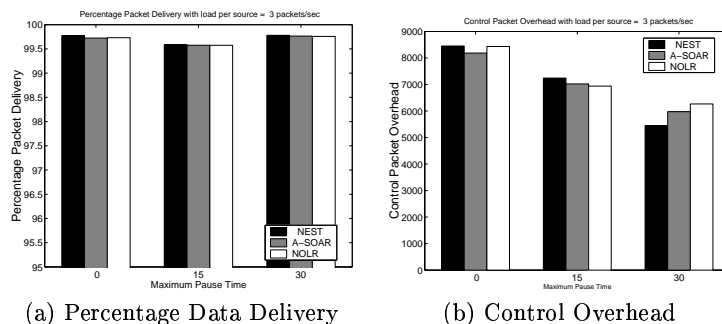 Percentage Packet Delivery with load per source = 3 packets/sec
100
99.5
99
98.5
98
97.5
97
96.5
96
95.5
95
Percentage Packet Delivery
NEST
A-SOAR
NOLR
0
15
30
Maximum Pause Time
(a) Percentage Data Delivery
Control Packet Overhead with load per source = 3 packets/sec
9000
8000
7000
6000
5000
4000
3000
2000
1000
0
Control Packet Overhead
NEST
A-SOAR
NOLR
0
15
30
Maximum Pause Time
(b) Control Overhead